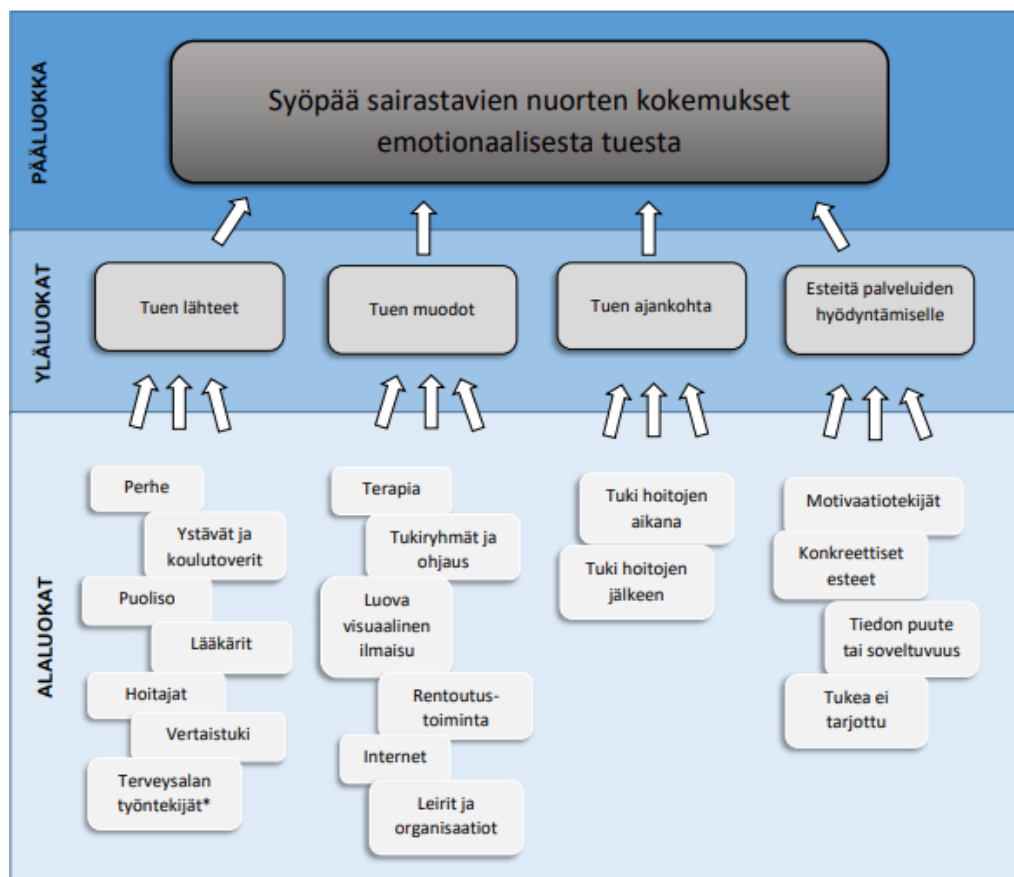 PÄÄLUOKKA
Syöpää sairastavien nuorten kokemukset
emotionaalisesta tuesta
YLÄLUOKAT
Tuen lähteet
Tuen muodot
Tuen ajankohta
Esteitä palveluiden
hyödyntämiselle
ALALUOKAT
Perhe
Ystävät ja
koulutoverit
Puoliso
Lääkärit
Hoitajat
Vertaistuki
Terveysalan
työntekijät*
Terapia
Tukiryhmät ja
ohjaus
Luova
visuaalinen
ilmaisu
Rentoutus-
toiminta
Internet
Leirit ja
organisaatiot
Tuki hoitojen
aikana
Tuki hoitojen
jälkeen
Motivaatiotekijät
Konkreettiset
esteet
Tiedon puute
tai soveltuvuus
Tukea ei
tarjottu